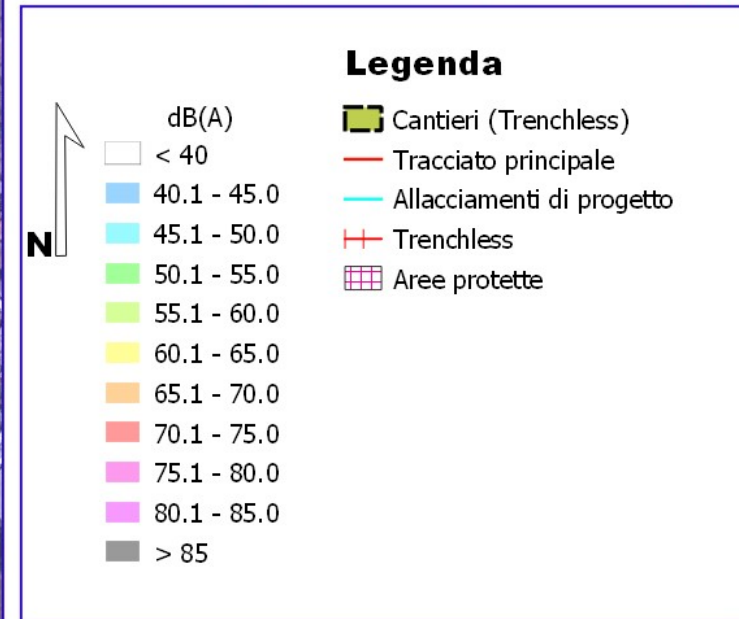 Legenda
dB(A)
< 40
40.1 - 45.0
45.1 - 50.0
50.1 - 55.0
55.1 - 60.0
60.1 - 65.0
65.1 - 70.0
70.1 - 75.0
75.1 - 80.0
80.1 - 85.0
> 85
N
Cantieri (Trenchless)
Tracciato principale
Allacciamenti di progetto
Trenchless
Aree protette